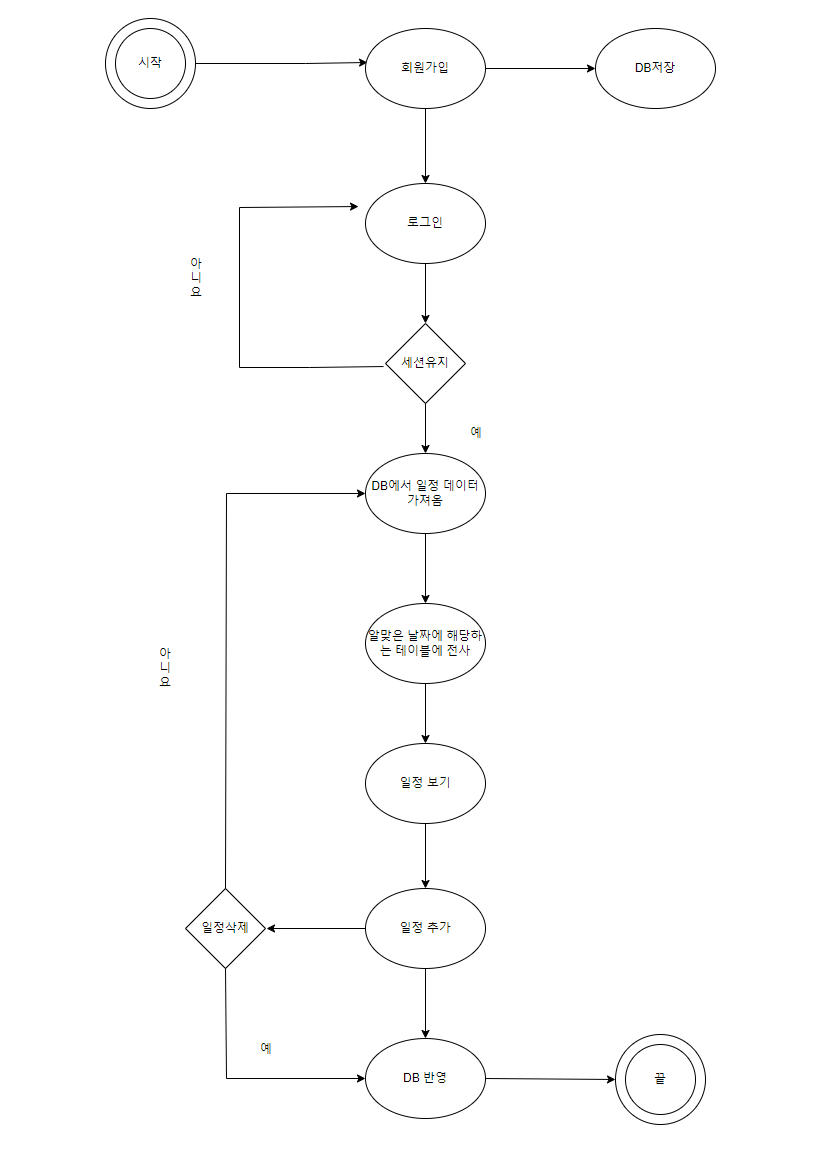 시작
회원가입
DB저장
로그인
아
니
요
세션유지
예
DB에서 일정 데이터
가져옴
알맞은 날짜에 해당하
는 테이블에 전사
아
니
요
일정 보기
일정삭제
일정 추가
예
DB 반영
끝